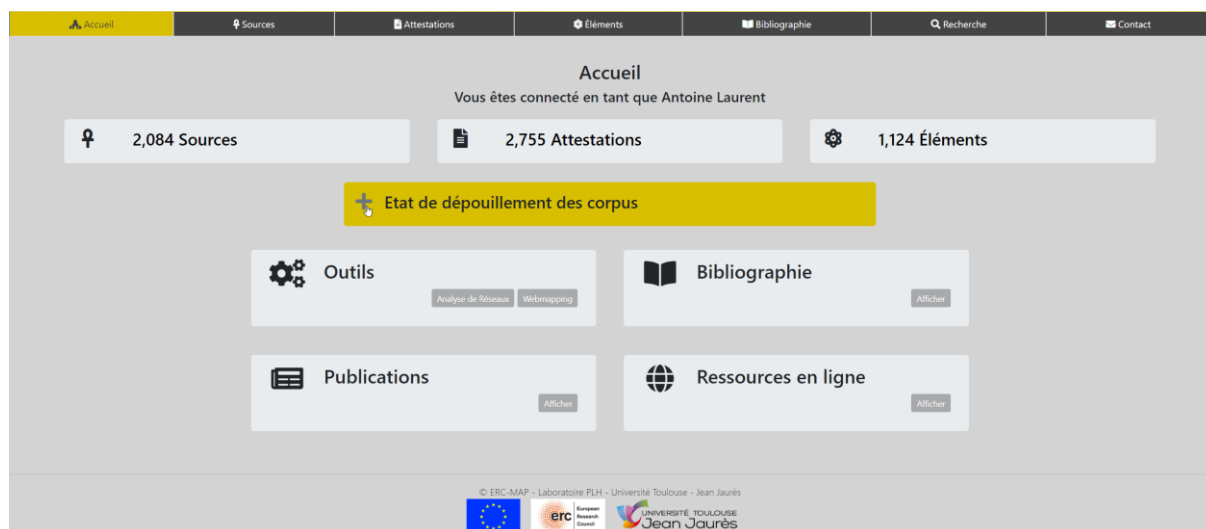 Accueil
Sources
Attestations
Éléments
Bibliographie
Recherche
Contact
Accueil
Vous êtes connecté en tant que Antoine Laurent
2,084 Sources
2,755 Attestations
1,124 Éléments
Etat de dépouillement des corpus
Outils
Analyse de Réseaux
Webmapping
Bibliographie
Afficher
Publications
Afficher
Ressources en ligne
Afficher
© ERC-MAP - Laboratoire PLH - Université Toulouse - Jean Jaurès
erc
European
Research
Council
UNIVERSITÉ TOULOUSE
Jean Jaurès